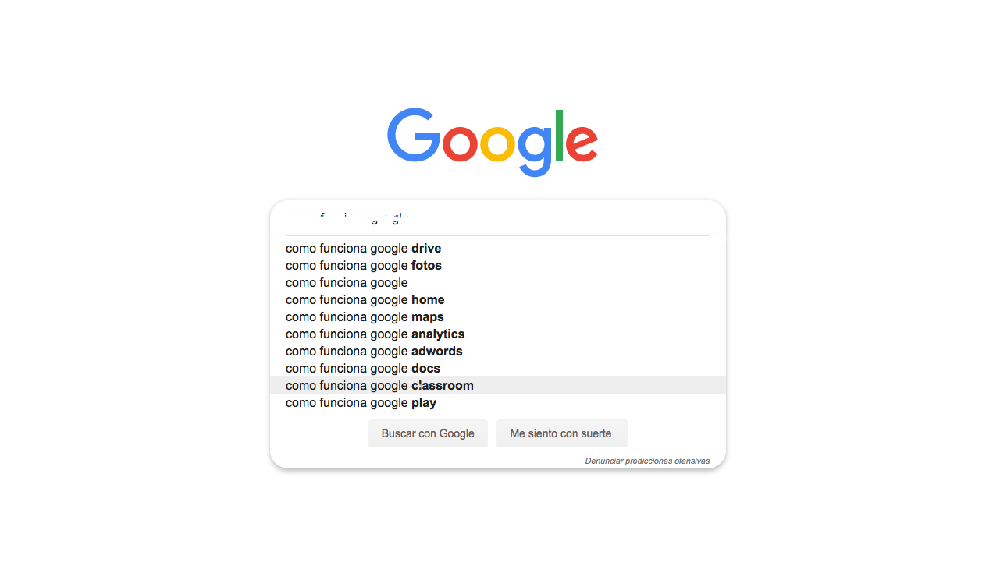 Google
como funciona google drive
como funciona google fotos
como funciona google
como funciona google home
como funciona google maps
como funciona google analytics
como funciona google adwords
como funciona google docs
como funciona google classroom
como funciona google play
Buscar con Google
Me siento con suerte
Denunciar predicciones ofensivas